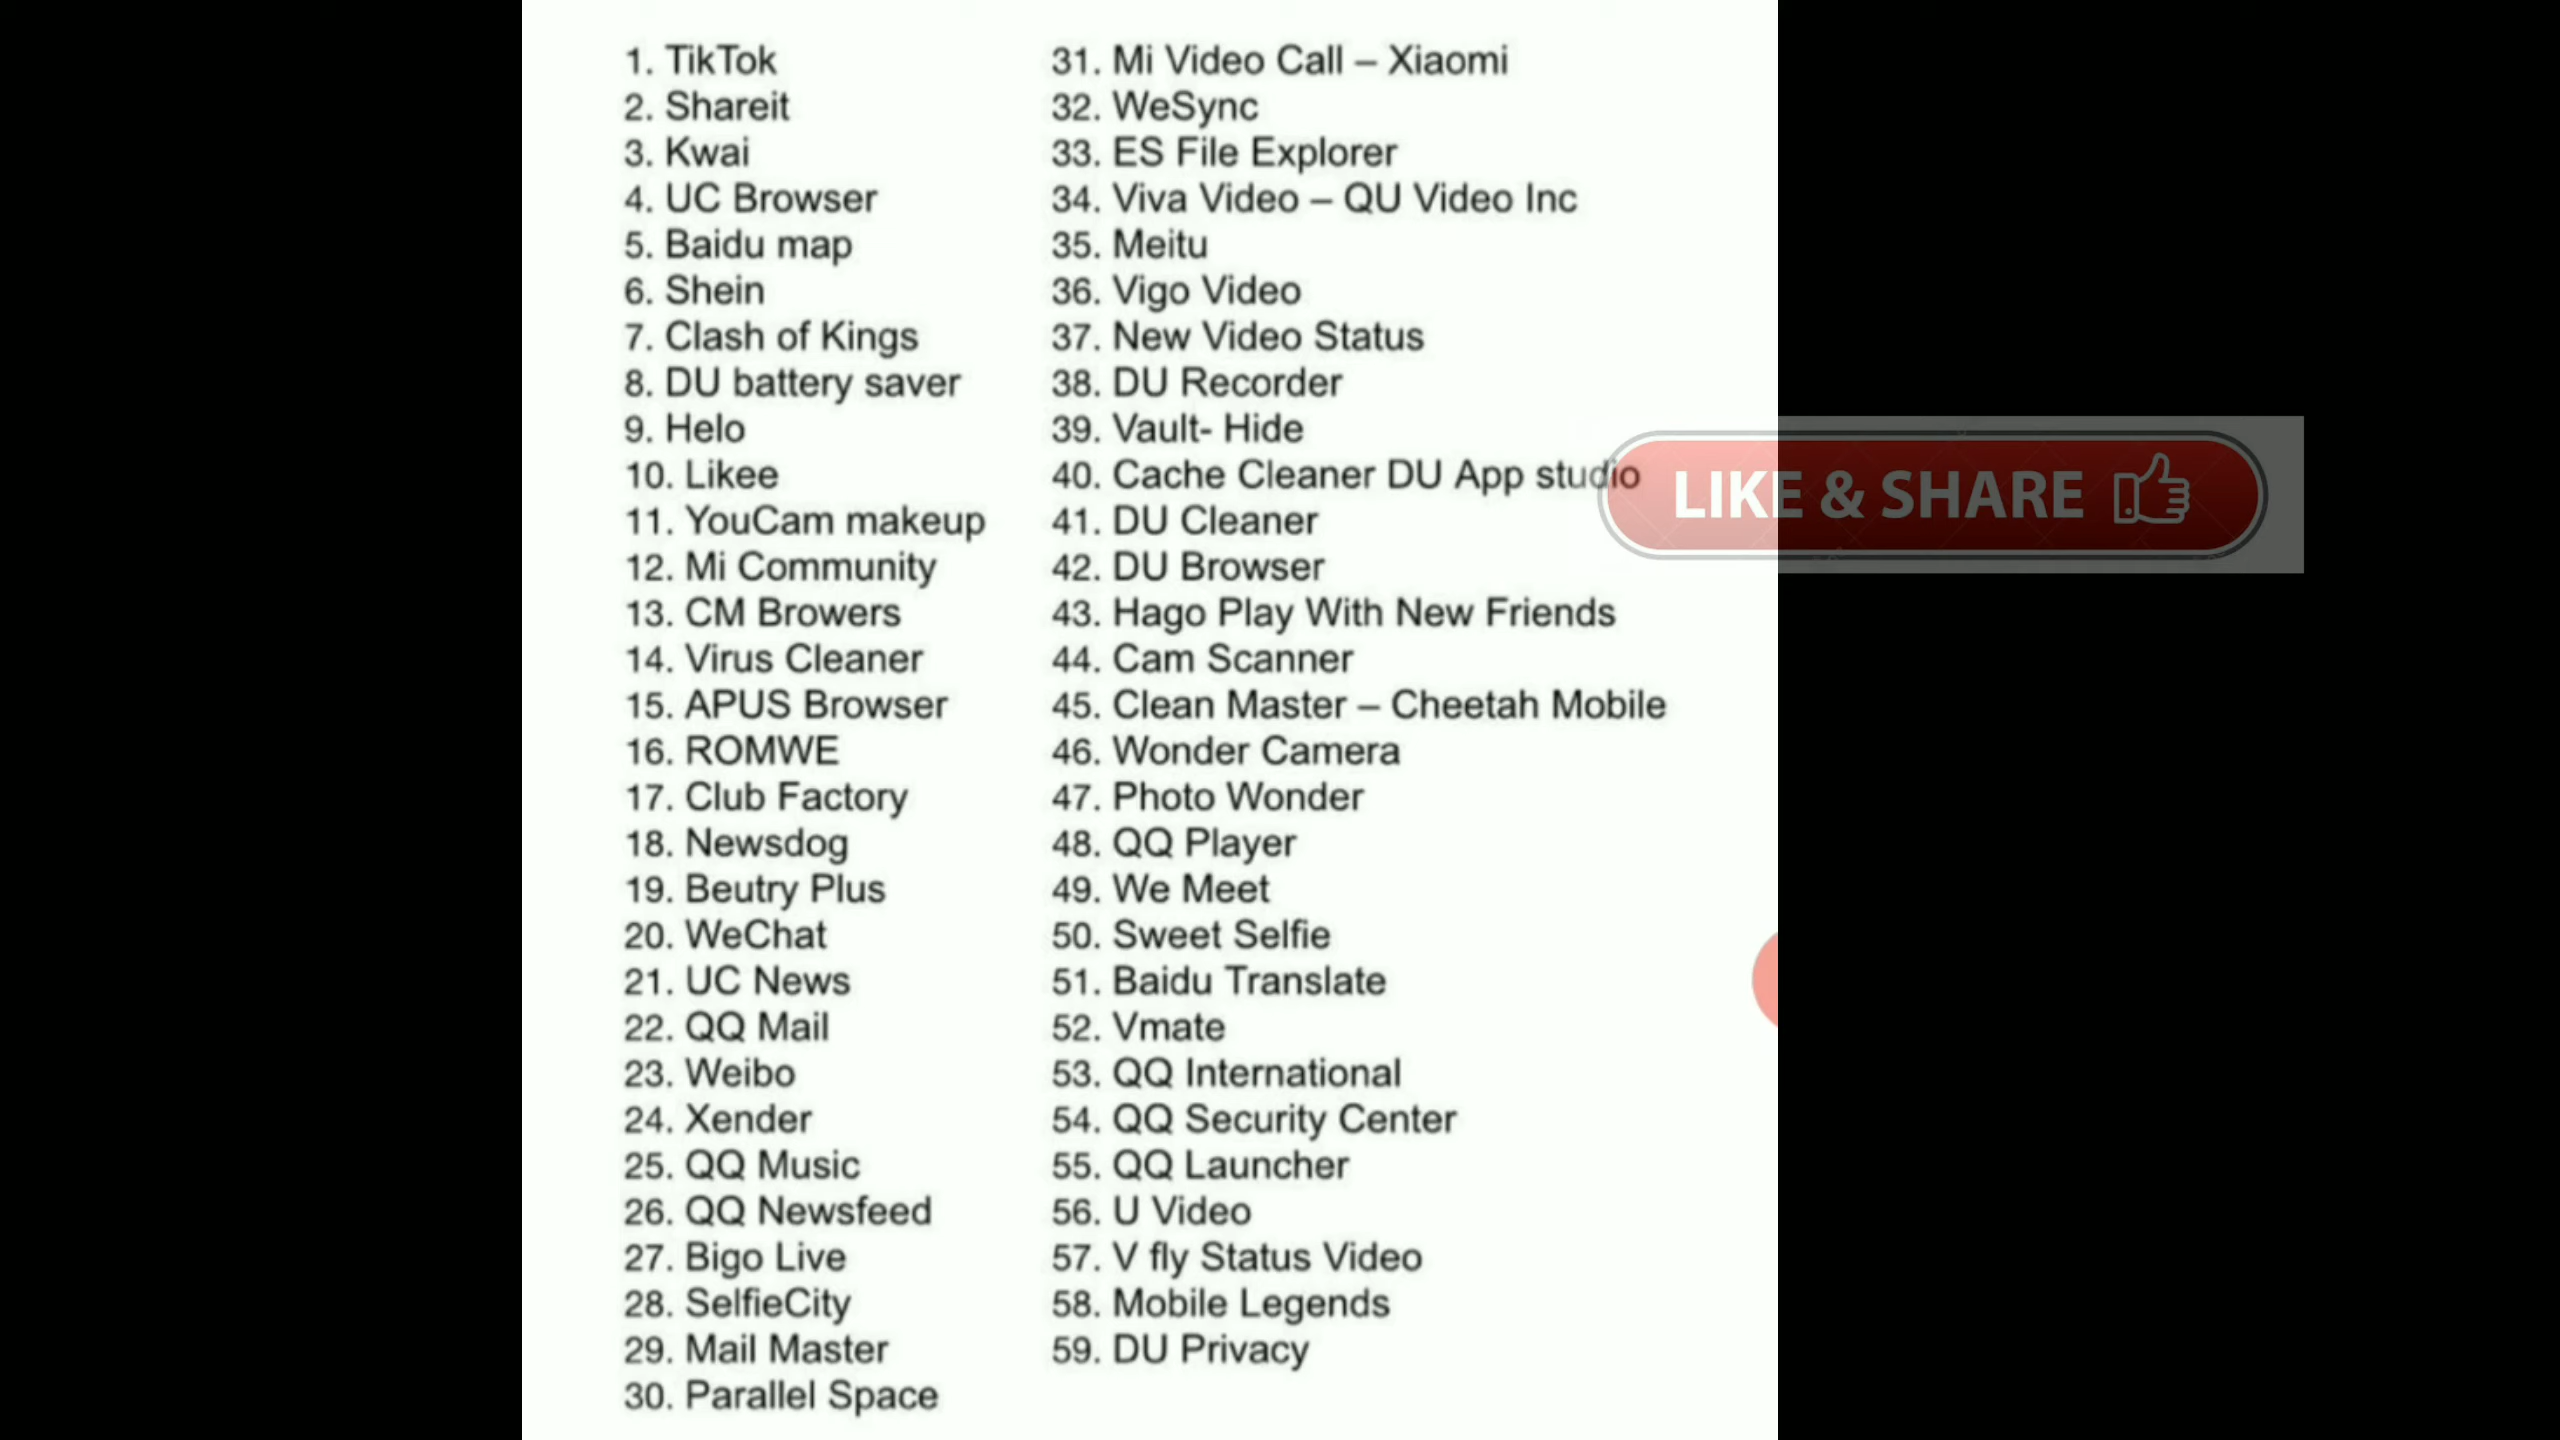 1. TikTok
2. Shareit
3. Kwai
4. UC Browser
5. Baidu map
6. Shein
7. Clash of Kings
8. DU battery saver
9. Helo
10. Likee
11. YouCam makeup
12. Mi Community
13. CM Browers
14. Virus Cleaner
15. APUS Browser
16. ROMWE
17. Club Factory
18. Newsdog
19. Beutry Plus
20. WeChat
21. UC News
22. QQ Mail
23. Weibo
24. Xender
25. QQ Music
26. QQ Newsfeed
27. Bigo Live
28. SelfieCity
29. Mail Master
30. Parallel Space
31. Mi Video Call – Xiaomi
32. WeSync
33. ES File Explorer
34. Viva Video – QU Video Inc
35. Meitu
36. Vigo Video
37. New Video Status
38. DU Recorder
39. Vault- Hide
40. Cache Cleaner DU App studio
41. DU Cleaner
42. DU Browser
43. Hago Play With New Friends
44. Cam Scanner
45. Clean Master – Cheetah Mobile
46. Wonder Camera
47. Photo Wonder
48. QQ Player
49. We Meet
50. Sweet Selfie
51. Baidu Translate
52. Vmate
53. QQ International
54. QQ Security Center
55. QQ Launcher
56. U Video
57. V fly Status Video
58. Mobile Legends
59. DU Privacy
LIKE & SHARE